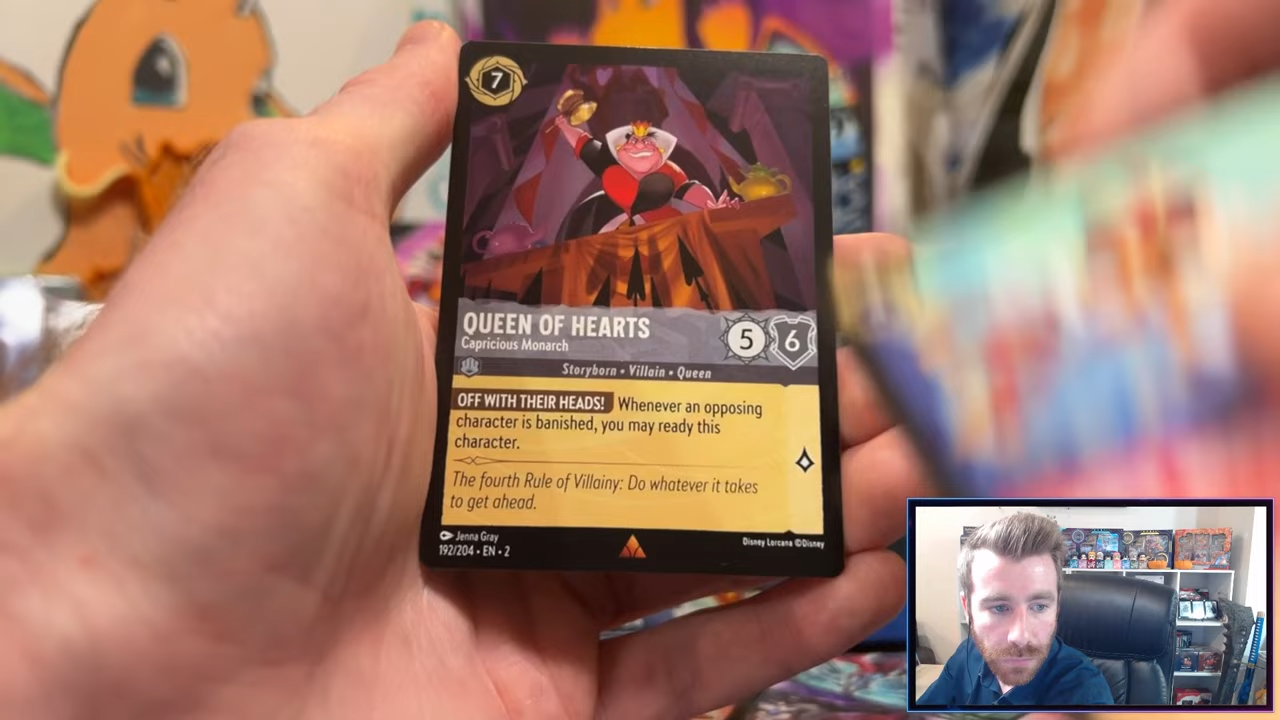 7
QUEEN OF HEARTS
Capricious Monarch
5 6
Storyborn • Villain • Queen
OFF WITH THEIR HEADS! Whenever an opposing
character is banished, you may ready this
character.
The fourth Rule of Villainy: Do whatever it takes
to get ahead.
Jenna Gray
192/204 • EN • 2
Disney Lorcana ©Disney